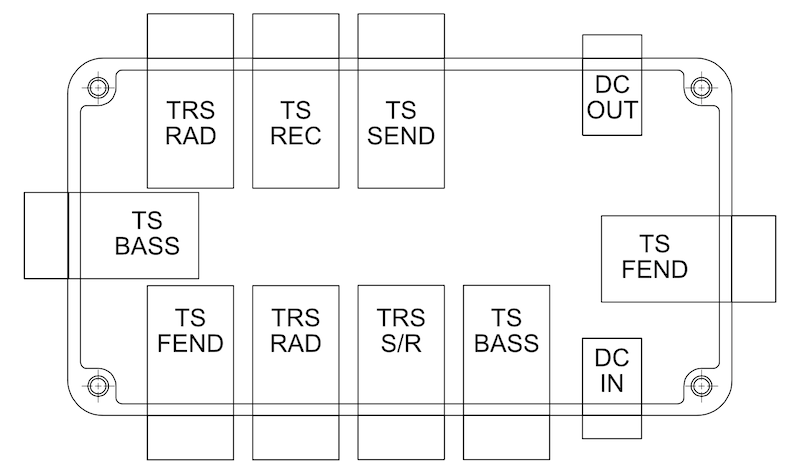 TRS
RAD
TS
REC
TS
SEND
DC
OUT
TS
BASS
TS
FEND
TS
FEND
TRS
RAD
TRS
S/R
TS
BASS
DC
IN